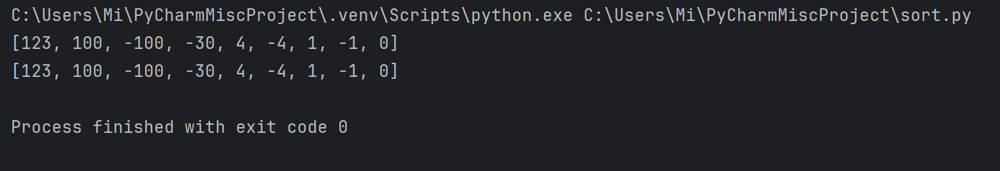 C:\Users\Mi\PyCharmMiscProject\.venv\Scripts\python.exe C:\Users\Mi\PyCharmMiscProject\sort.py
[123, 100, -100, -30, 4, -4, 1, -1, 0]
[123, 100, -100, -30, 4, -4, 1, -1, 0]
Process finished with exit code 0